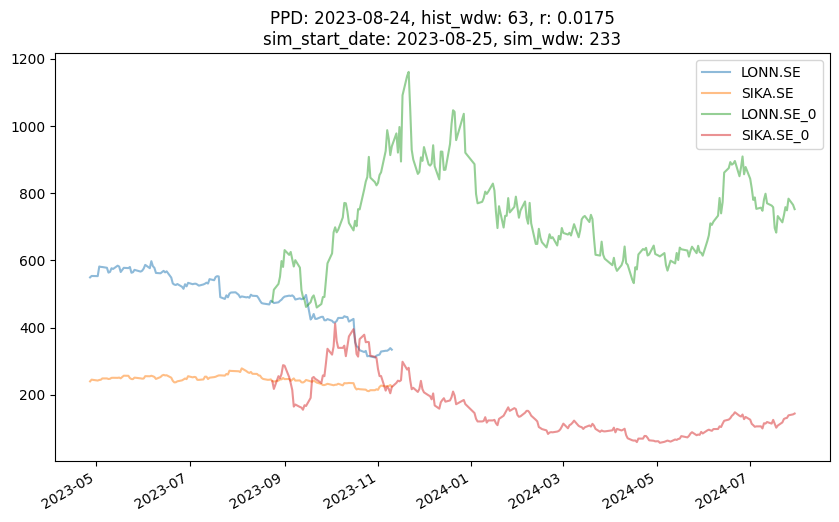 PPD: 2023-08-24, hist_wdw: 63, r: 0.0175
sim_start_date: 2023-08-25, sim_wdw: 233
1200
1000
800
600
400
200
LONN.SE
SIKA.SE
LONN.SE_0
SIKA.SE_0
2023-05
2023-07
2023-09
2023-11
2024-01
2024-03
2024-05
2024-07